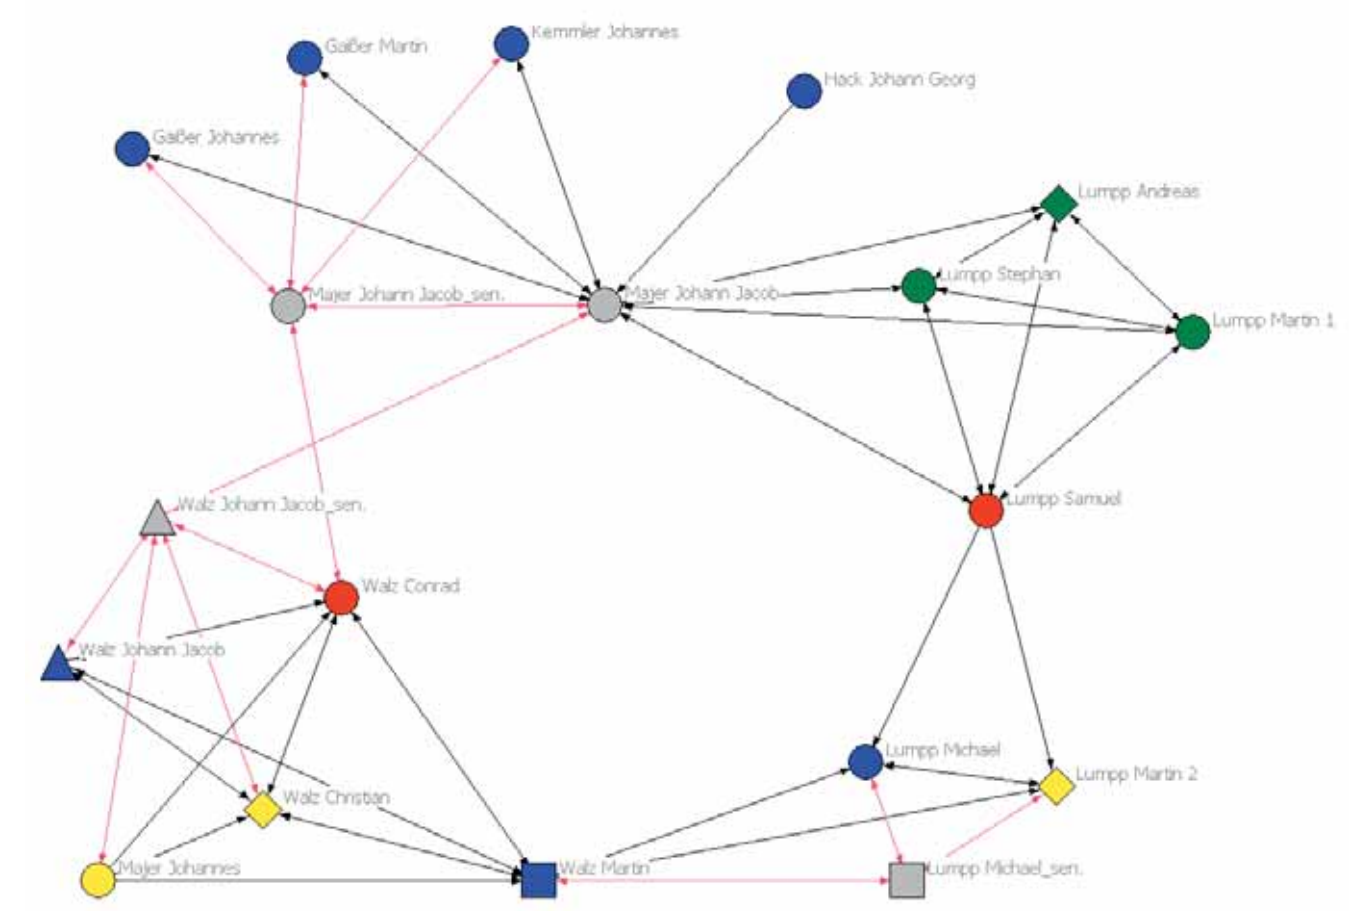 Kemmler Johannes
Gaißer Martin
Hack Johann Georg
Gaißer Johannes
Lumpp Andreas
Lumpp Stephan
Majer Johann Jacob_sen.
Majer Johann Jacob
Lumpp Martin 1
Walz Johann Jacob_sen.
Lumpp Samuel
Walz Conrad
Walz Johann Jacob
Lumpp Michael
Lumpp Martin 2
Walz Christian
Majer Johannes
Walz Martin
Lumpp Michael_sen.